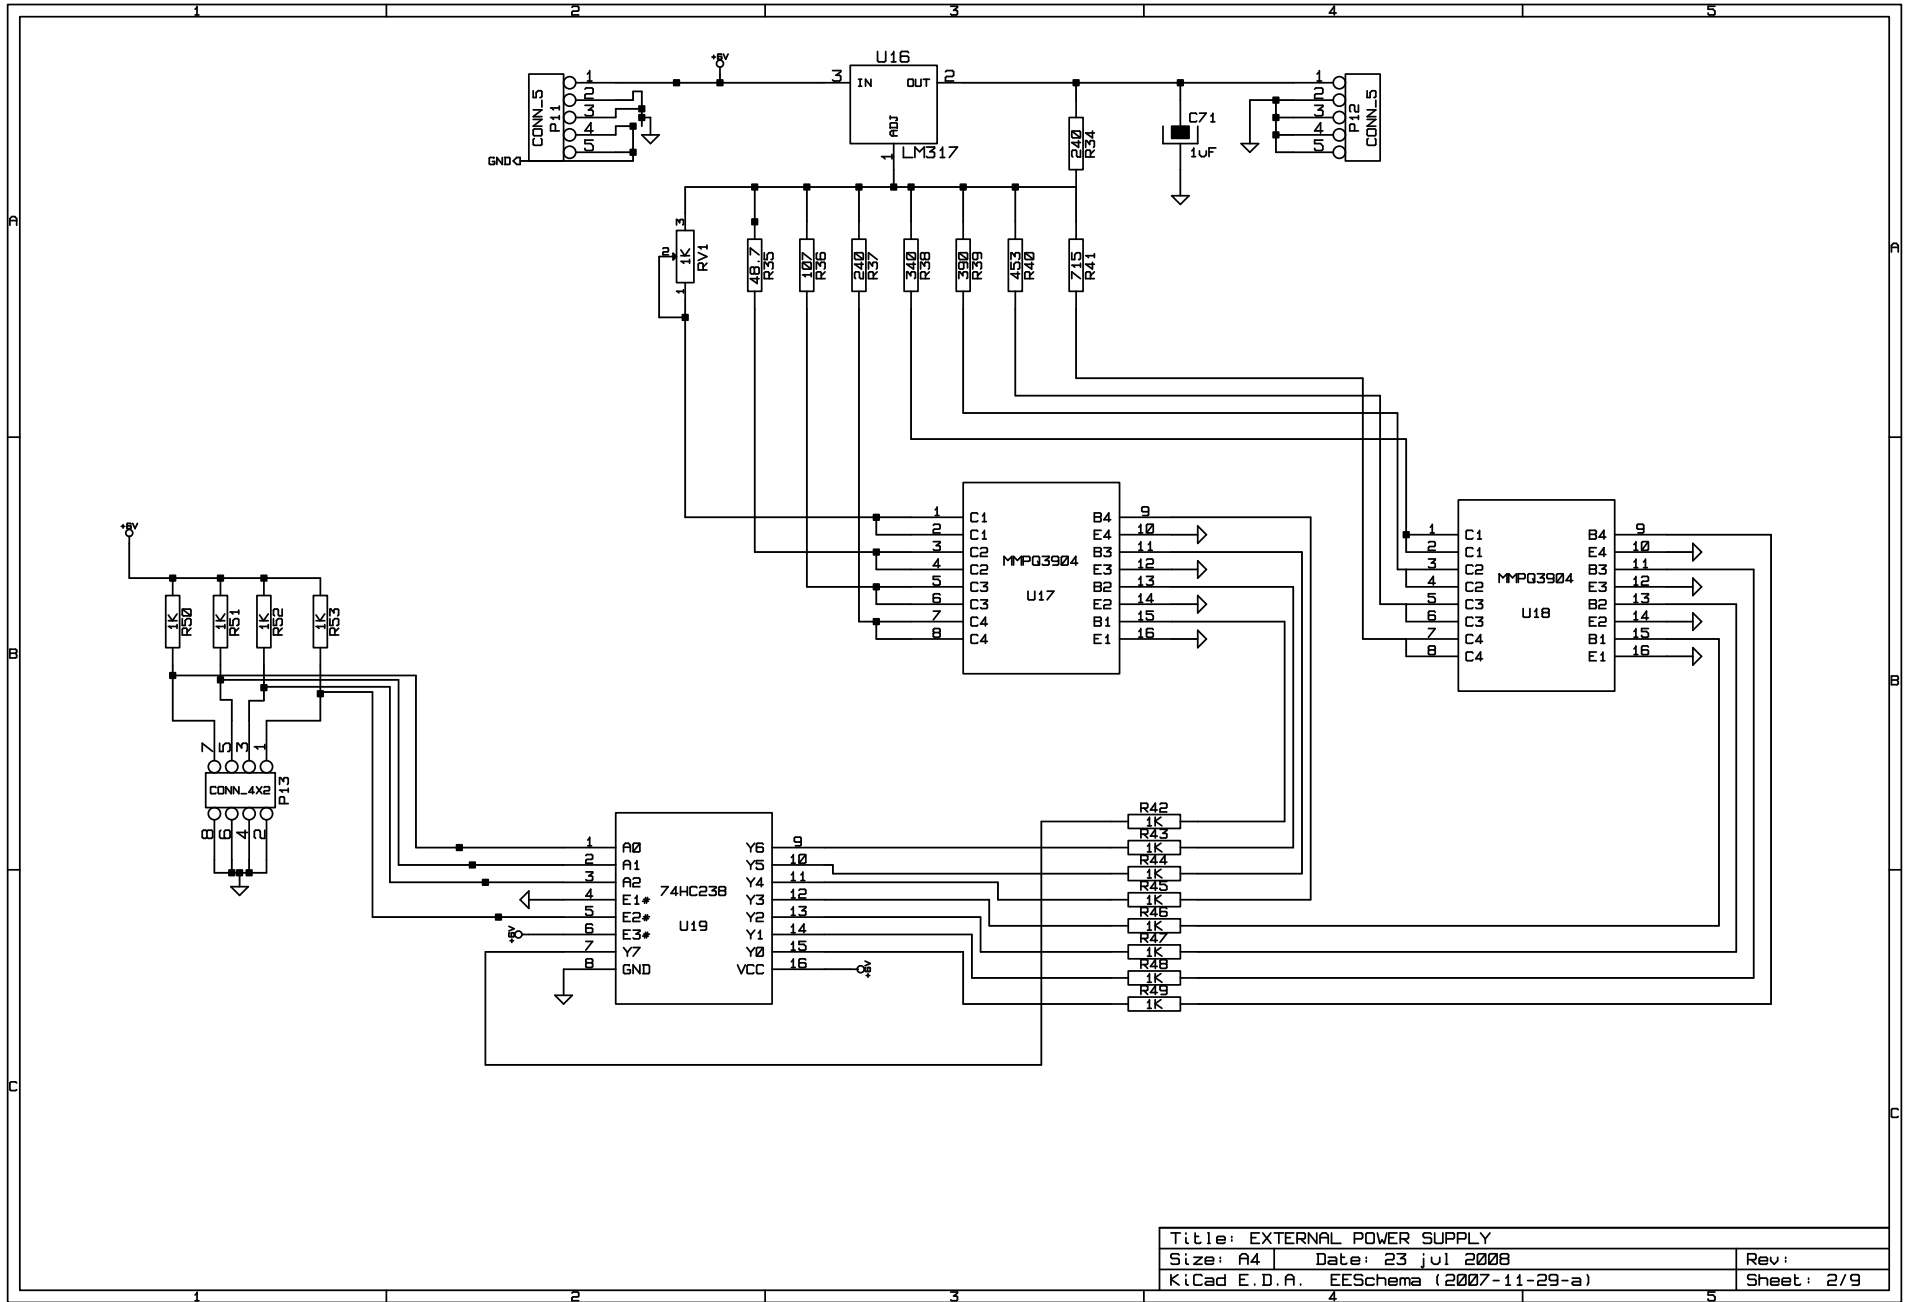 1 2 3 4 5
+6V
U16
3 IN OUT 2
ADJ
1
LM317
CONN_5
P11
1
2
3
4
5
GND
240
R34
C71
1uF
1
2
3
4
5
P12
CONN_5
A
A
3
2
1K
RV1
1
48.7
R35
107
R36
240
R37
340
R38
390
R39
453
R40
715
R41
+6V
1K
R50
1K
R51
1K
R52
1K
R53
7 5 3 1
CONN_4X2
P13
8 6 4 2
1 C1 B4 9
2 C1 E4 10
3 C2 B3 11
4 C2 E3 12
5 C3 B2 13
6 C3 E2 14
7 C4 B1 15
8 C4 E1 16
MMPQ3904
U17
1 C1 B4 9
2 C1 E4 10
3 C2 B3 11
4 C2 E3 12
5 C3 B2 13
6 C3 E2 14
7 C4 B1 15
8 C4 E1 16
MMPQ3904
U18
B
B
1 A0 Y6 9
2 A1 Y5 10
3 A2 Y4 11
4 E1# Y3 12
5 E2# Y2 13
6 E3# Y1 14
7 Y7 Y0 15
8 GND VCC 16
74HC238
U19
+6V
+6V
R42
1K
R43
1K
R44
1K
R45
1K
R46
1K
R47
1K
R48
1K
R49
1K
C
C
Title: EXTERNAL POWER SUPPLY
Size: A4 Date: 23 jul 2008 Rev:
KiCad E.D.A. EESchema (2007-11-29-a) Sheet: 2/9
1 2 3 4 5